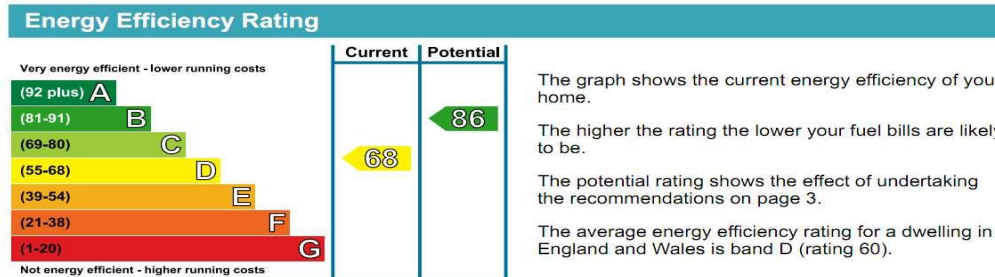 Energy Efficiency Rating
Current Potential
Very energy efficient - lower running costs
(92 plus) A
(81-91) B
86
(69-80) C
68
(55-68) D
(39-54) E
(21-38) F
(1-20) G
Not energy efficient - higher running costs
The graph shows the current energy efficiency of you
home.
The higher the rating the lower your fuel bills are likely
to be.
The potential rating shows the effect of undertaking
the recommendations on page 3.
The average energy efficiency rating for a dwelling in
England and Wales is band D (rating 60).